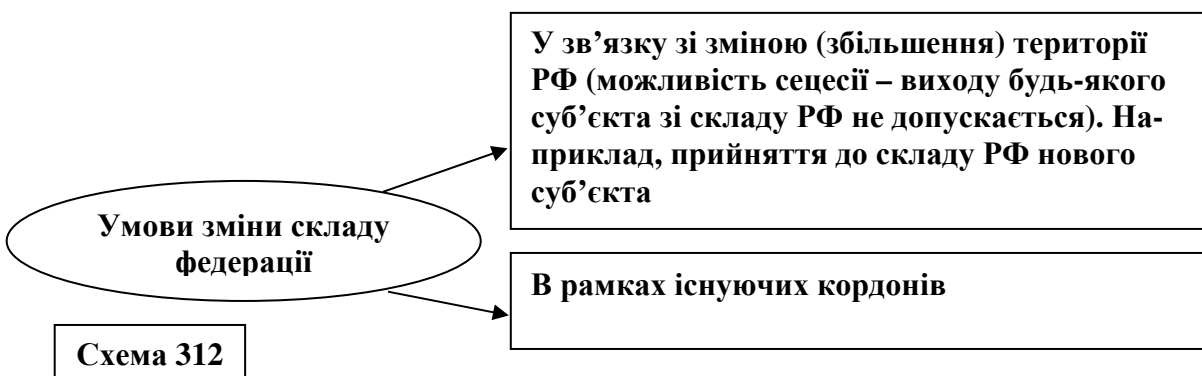 У зв’язку зі зміною (збільшення) території
РФ (можливість сецесії – виходу будь-якого
суб’єкта зі складу РФ не допускається). На-
приклад, прийняття до складу РФ нового
суб’єкта
Умови зміни складу
федерації
В рамках існуючих кордонів
Схема 312